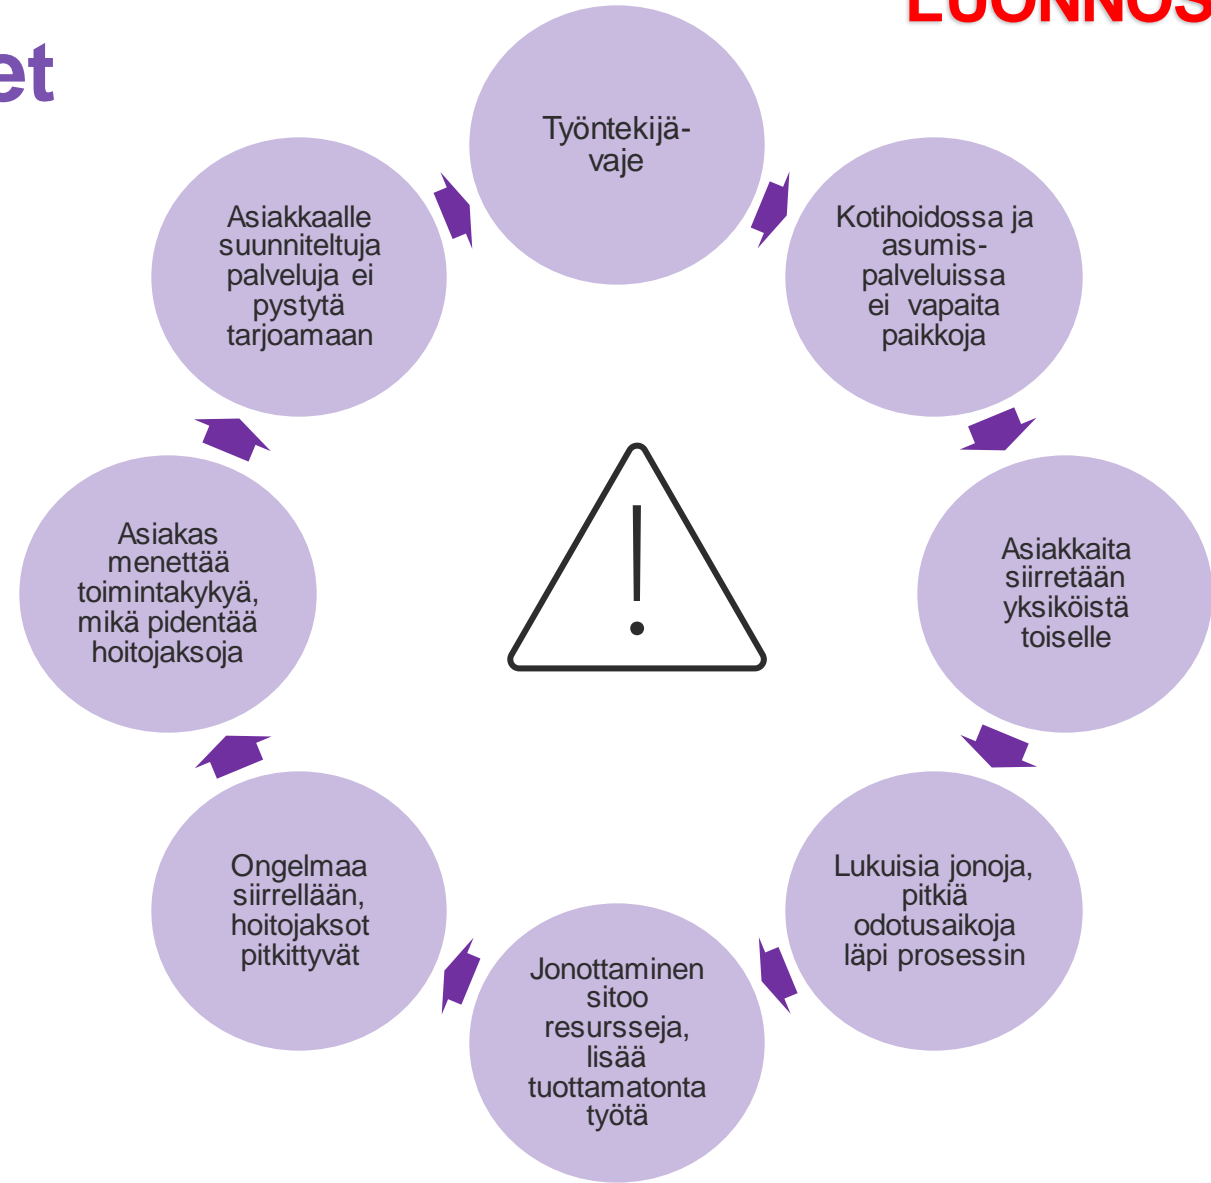 LUONNOS
et
Työntekijä-
vaje
Kotihoidossa ja
asumis-
palveluissa
ei vapaita
paikkoja
Asiakkaita
siirretään
yksiköistä
toiselle
Lukuisia jonoja,
pitkiä
odotusaikoja
läpi prosessin
Jonottaminen
sitoo
resursseja,
lisää
tuottamatonta
työtä
Ongelmaa
siirrellään,
hoitojaksot
pitkittyvät
Asiakas
menettää
toimintakykyä,
mikä pidentää
hoitojaksoja
Asiakkaalle
suunniteltuja
palveluja ei
pystytä
tarjoamaan